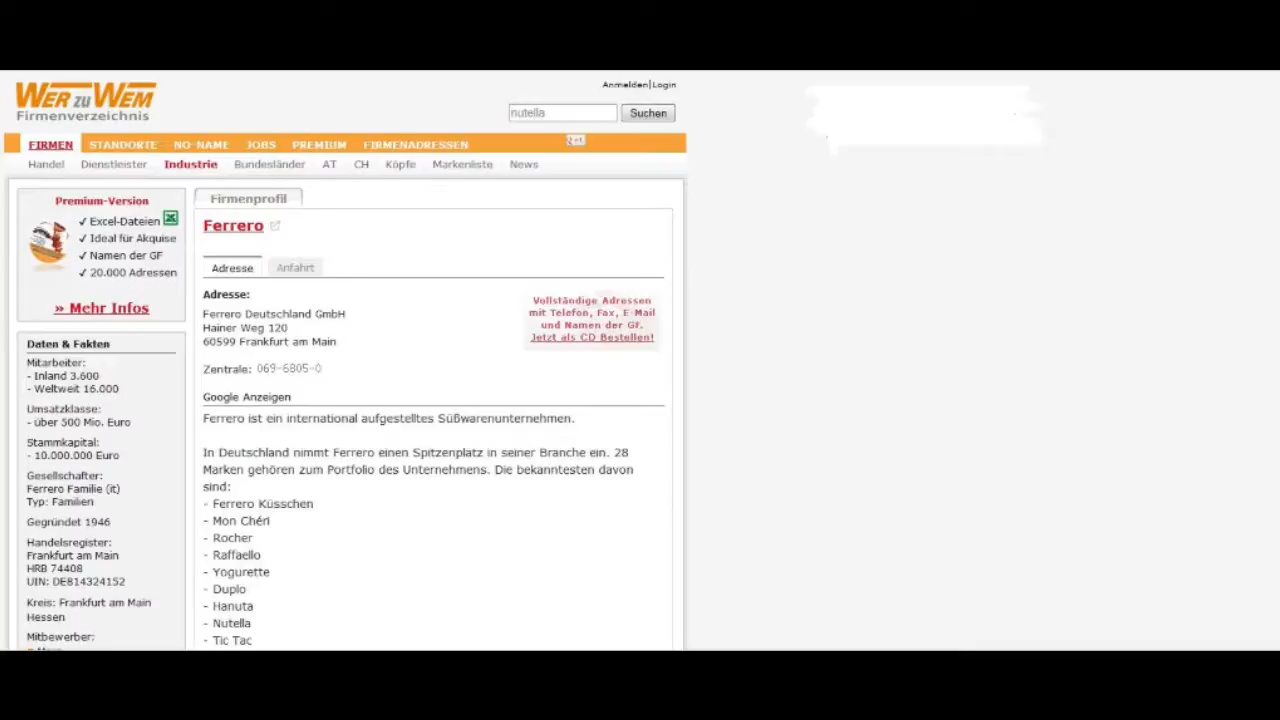 WER ZU WEM
Firmenverzeichnis
Anmelden|Login
nutella
Suchen
FIRMEN STANDORTE NO-NAME JOBS PREMIUM FIRMENADRESSEN
Handel Dienstleister Industrie Bundesländer AT CH Köpfe Markenliste News
Premium-Version
✓ Excel-Dateien
✓ Ideal für Akquise
✓ Namen der GF
✓ 20.000 Adressen
» Mehr Infos
Daten & Fakten
Mitarbeiter:
- Inland 3.600
- Weltweit 16.000
Umsatzklasse:
- über 500 Mio. Euro
Stammkapital:
- 10.000.000 Euro
Gesellschafter:
Ferrero Familie (it)
Typ: Familien
Gegründet 1946
Handelsregister:
Frankfurt am Main
HRB 74408
UIN: DE814324152
Kreis: Frankfurt am Main
Hessen
Mitbewerber:
Firmenprofil
Ferrero
Adresse Anfahrt
Adresse:
Ferrero Deutschland GmbH
Hainer Weg 120
60599 Frankfurt am Main
Zentrale: 069-6805-0
Vollständige Adressen
mit Telefon, Fax, E-Mail
und Namen der GF.
Jetzt als CD Bestellen!
Google Anzeigen
Ferrero ist ein international aufgestelltes Süßwarenunternehmen.
In Deutschland nimmt Ferrero einen Spitzenplatz in seiner Branche ein. 28
Marken gehören zum Portfolio des Unternehmens. Die bekanntesten davon
sind:
- Ferrero Küsschen
- Mon Chéri
- Rocher
- Raffaello
- Yogurette
- Duplo
- Hanuta
- Nutella
- Tic Tac